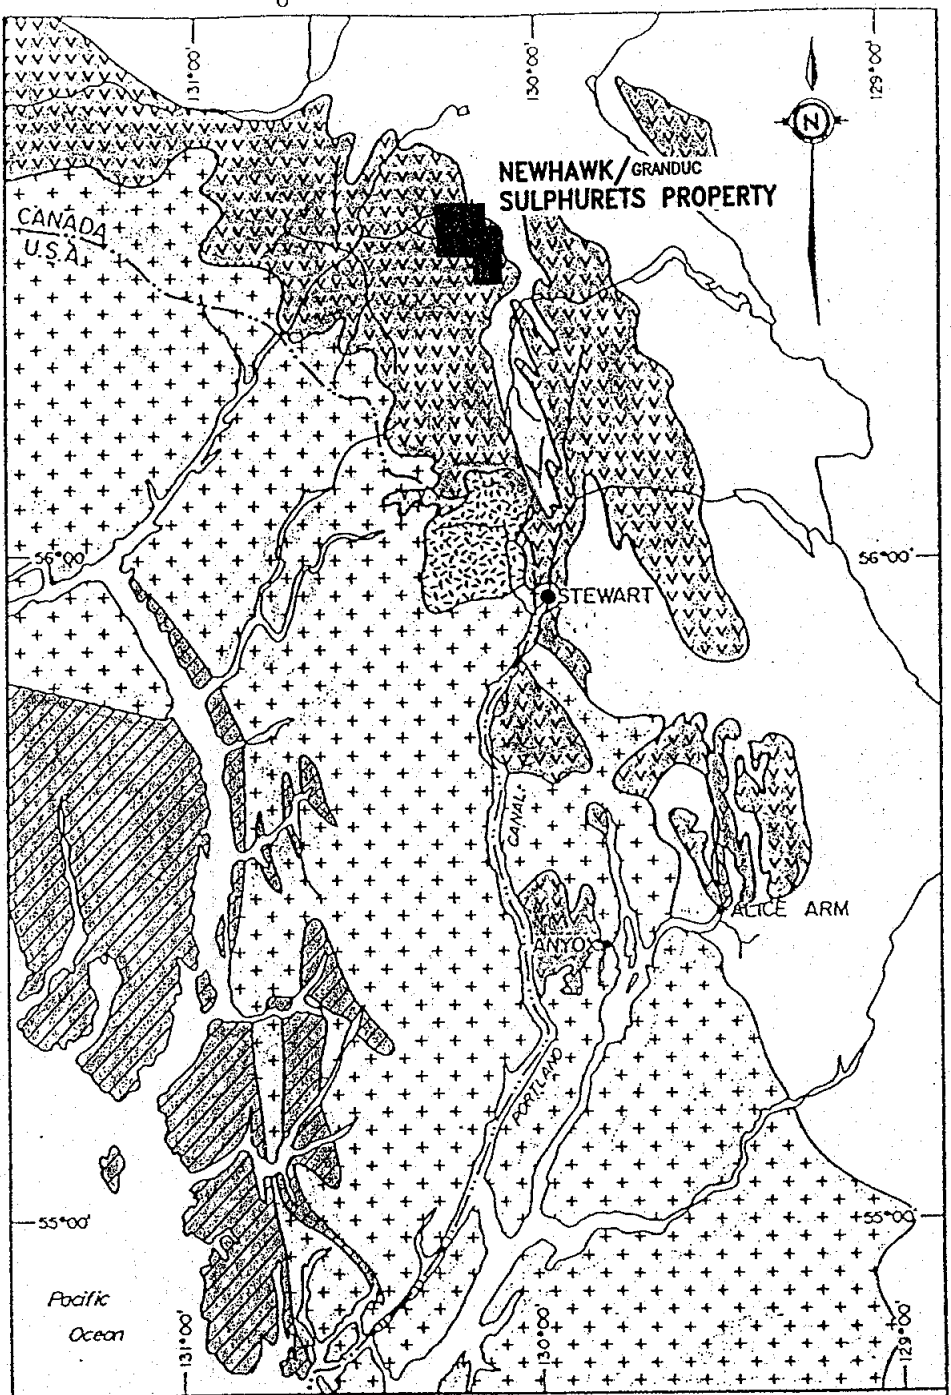 131°00'
130°00'
129°00'
N
NEWHAWK/GRANDUC
SULPHURETS PROPERTY
CANADA
U.S.A.
56°00'
56°00'
STEWART
CANAL
ALICE ARM
ANYOX
PORTLAND
55°00'
55°00'
Pacific
Ocean
131°00'
130°00'
129°00'